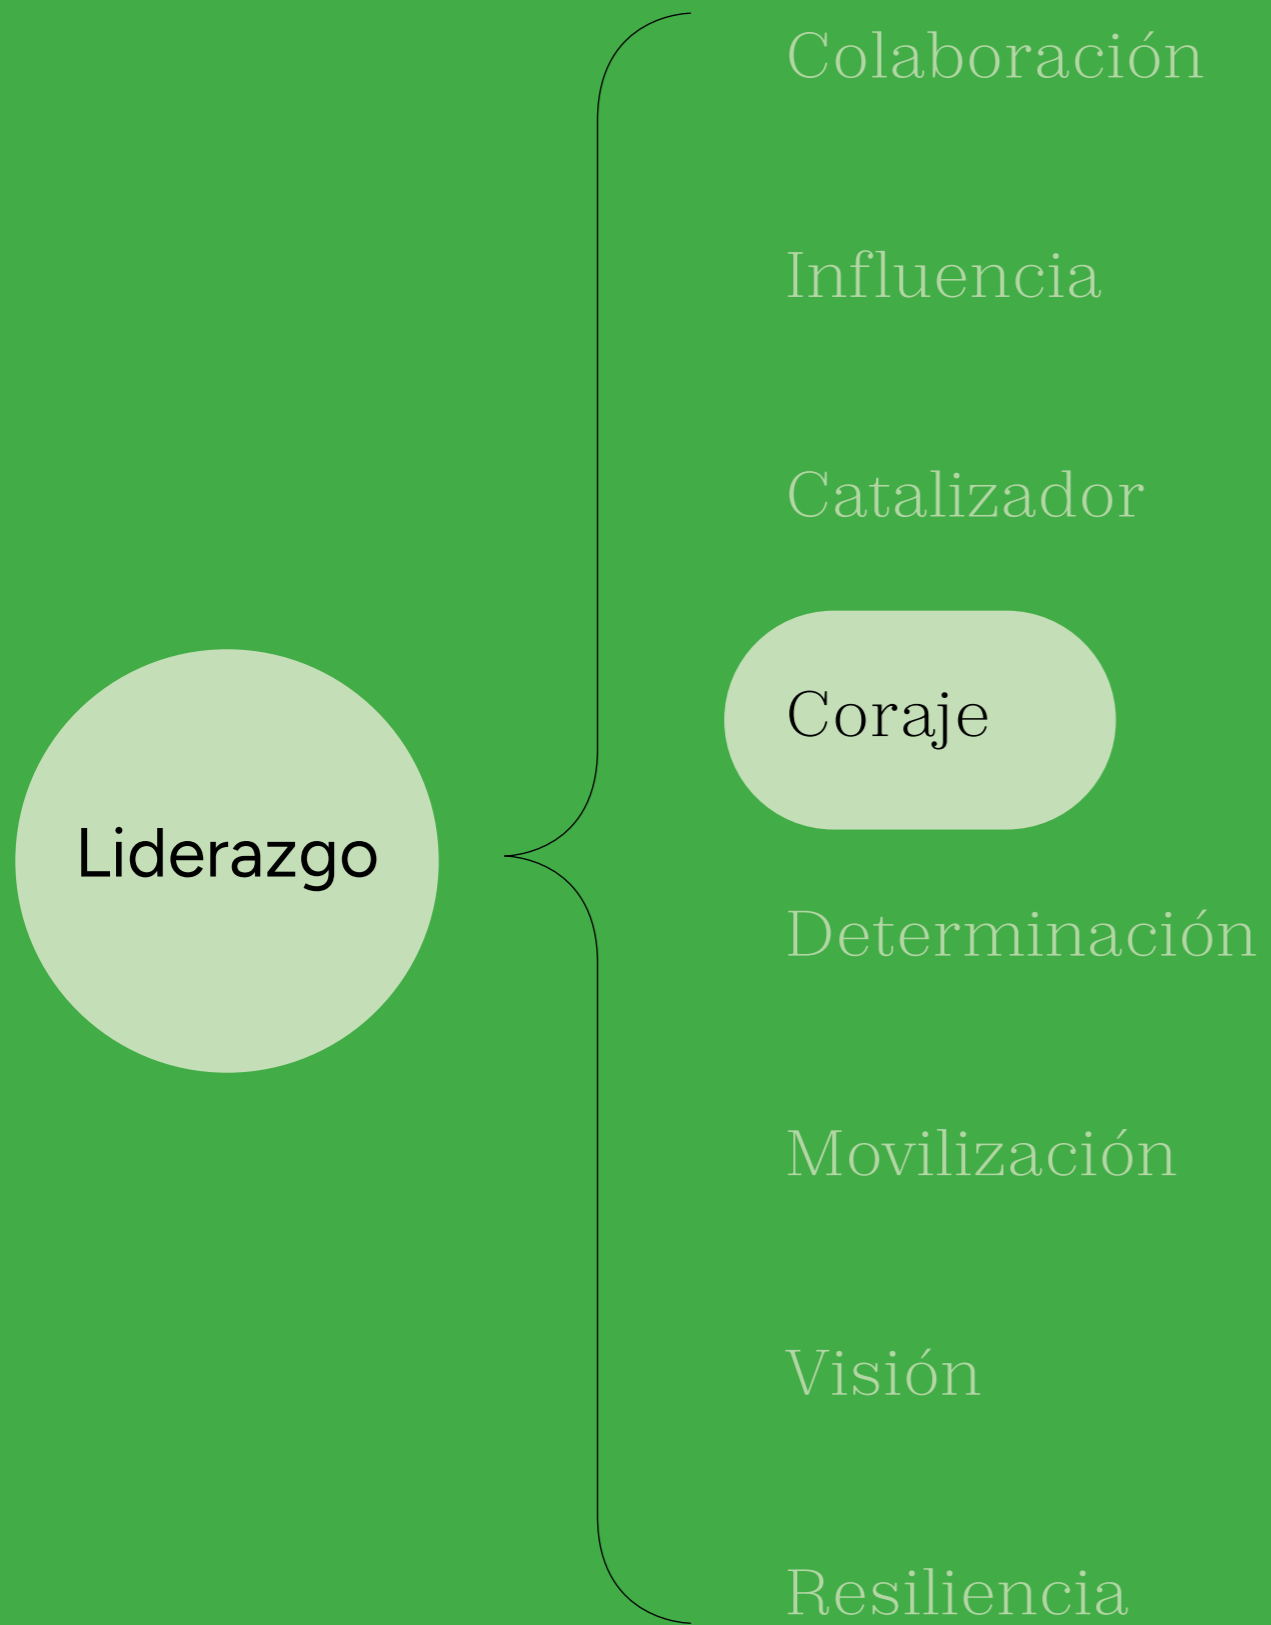 Liderazgo
Colaboración
Influencia
Catalizador
Coraje
Determinación
Movilización
Visión
Resiliencia